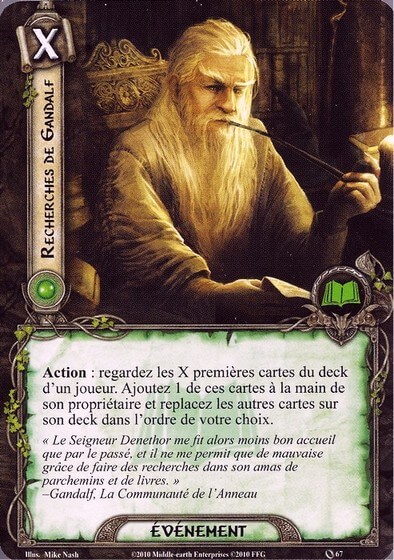 X
RECHERCHES DE GANDALF
Action : regardez les X premières cartes du deck
d'un joueur. Ajoutez 1 de ces cartes à la main de
son propriétaire et replacez les autres cartes sur
son deck dans l'ordre de votre choix.
« Le Seigneur Denethor me fit alors moins bon accueil
que par le passé, et il ne me permit que de mauvaise
grâce de faire des recherches dans son amas de
parchemins et de livres. »
–Gandalf, La Communauté de l'Anneau
ÉVÉNEMENT
Illus. Mike Nash
©2010 Middle-earth Enterprises ©2010 FFG
67